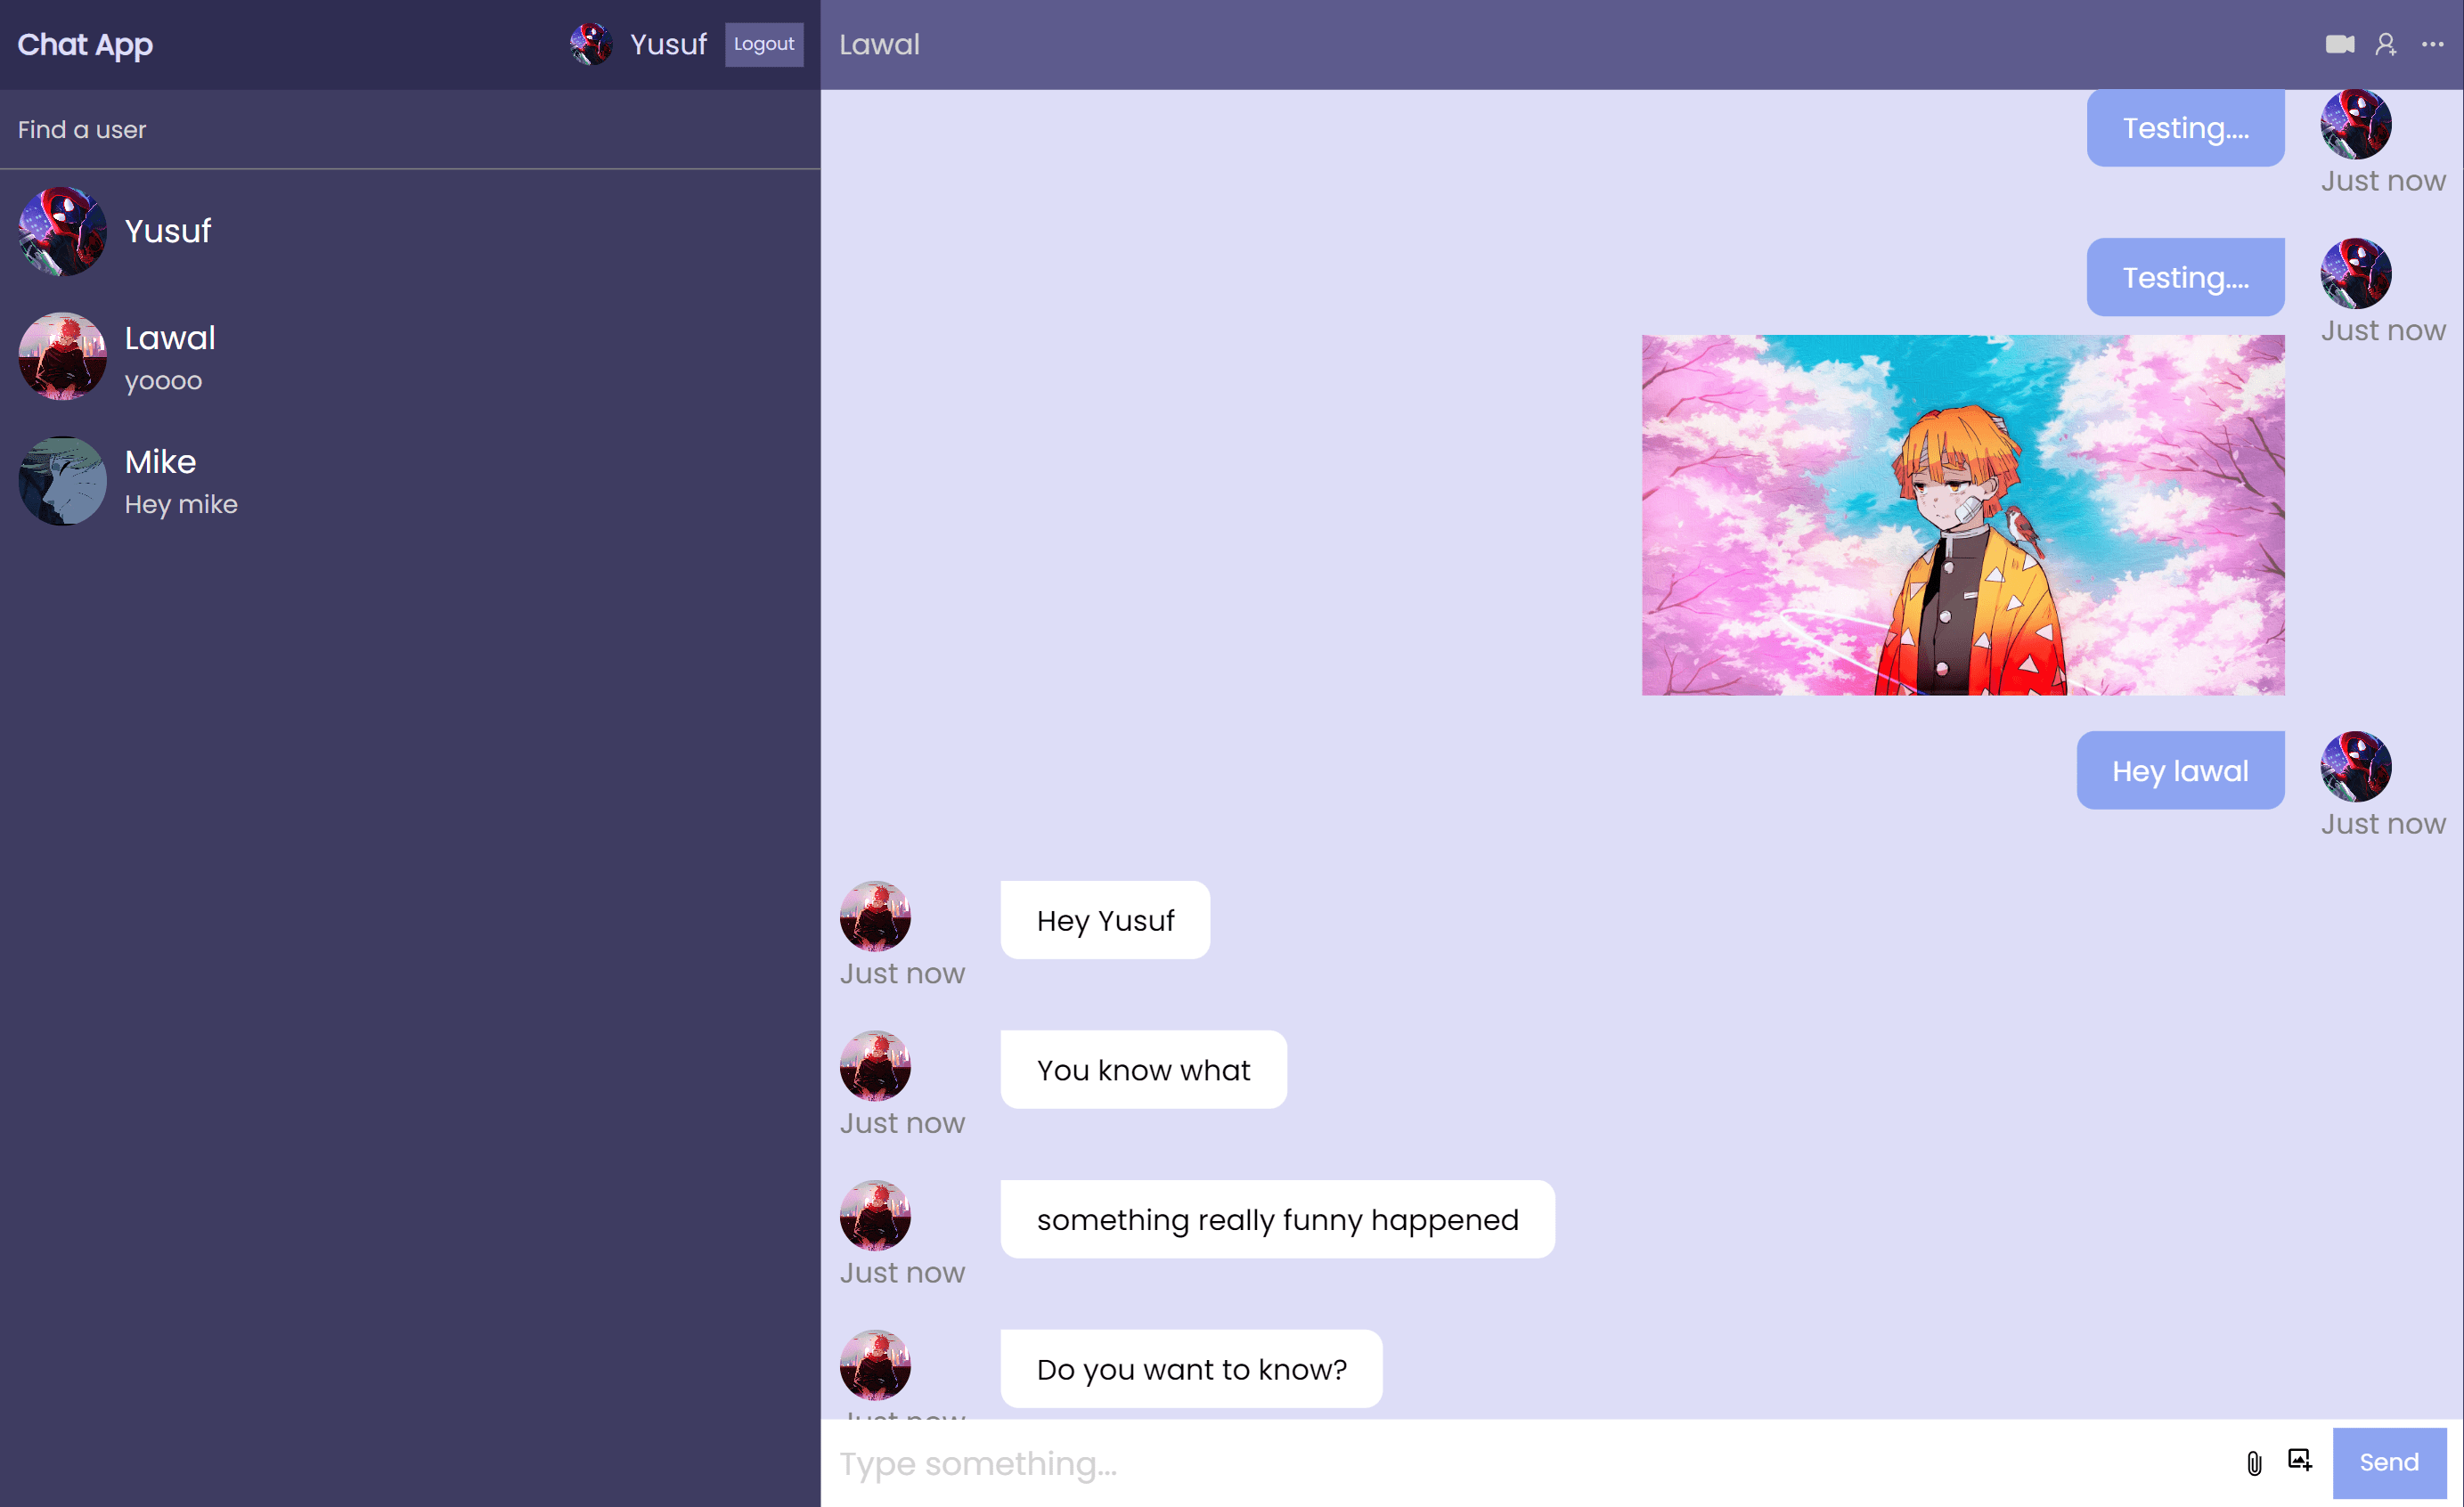 Chat App
Yusuf
Logout
Find a user
Yusuf
Lawal
yoooo
Mike
Hey mike
Lawal
Testing....
Just now
Testing....
Just now
Hey lawal
Just now
Hey Yusuf
Just now
You know what
Just now
something really funny happened
Just now
Do you want to know?
Just now
Type something...
Send